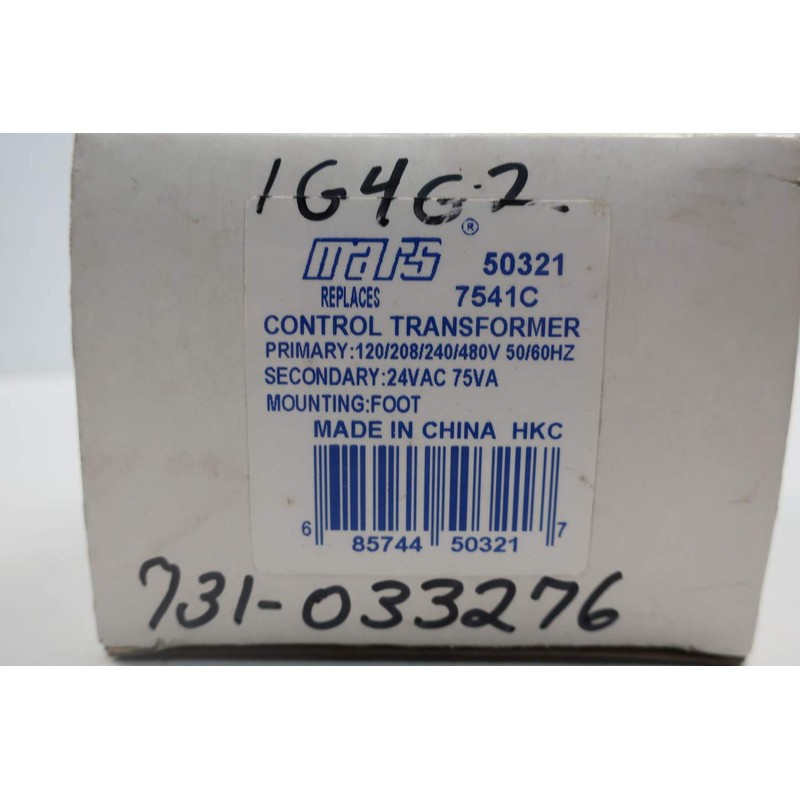 1G4G2
mars® 50321
REPLACES 7541C
CONTROL TRANSFORMER
PRIMARY:120/208/240/480V 50/60HZ
SECONDARY:24VAC 75VA
MOUNTING:FOOT
MADE IN CHINA HKC
6 85744 50321 7
731-033276